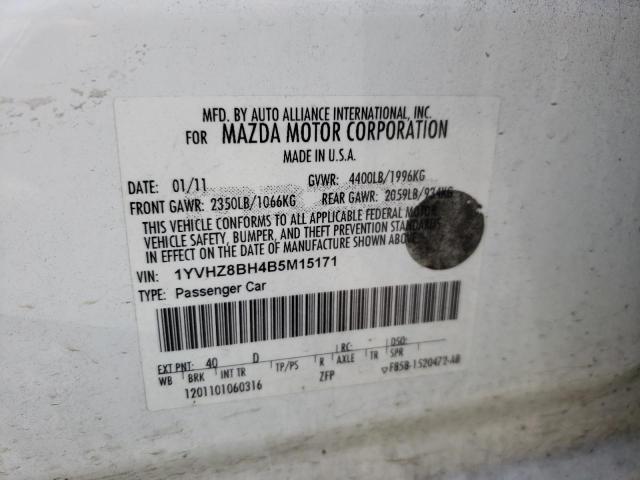 MFD. BY AUTO ALLIANCE INTERNATIONAL, INC.
FOR MAZDA MOTOR CORPORATION
MADE IN U.S.A.
DATE: 01/11 GVWR: 4400LB/1996KG
FRONT GAWR: 2350LB/1066KG REAR GAWR: 2059LB/934KG
THIS VEHICLE CONFORMS TO ALL APPLICABLE FEDERAL MOTOR
VEHICLE SAFETY, BUMPER, AND THEFT PREVENTION STANDARDS
IN EFFECT ON THE DATE OF MANUFACTURE SHOWN ABOVE.
VIN: 1YVHZ8BH4B5M15171
TYPE: Passenger Car
EXT PNT: 40 D RC: DSO:
WB BRK INT TR TP/PS R AXLE TR SPR
ZFP F85B-1520472-AB
1201101060316